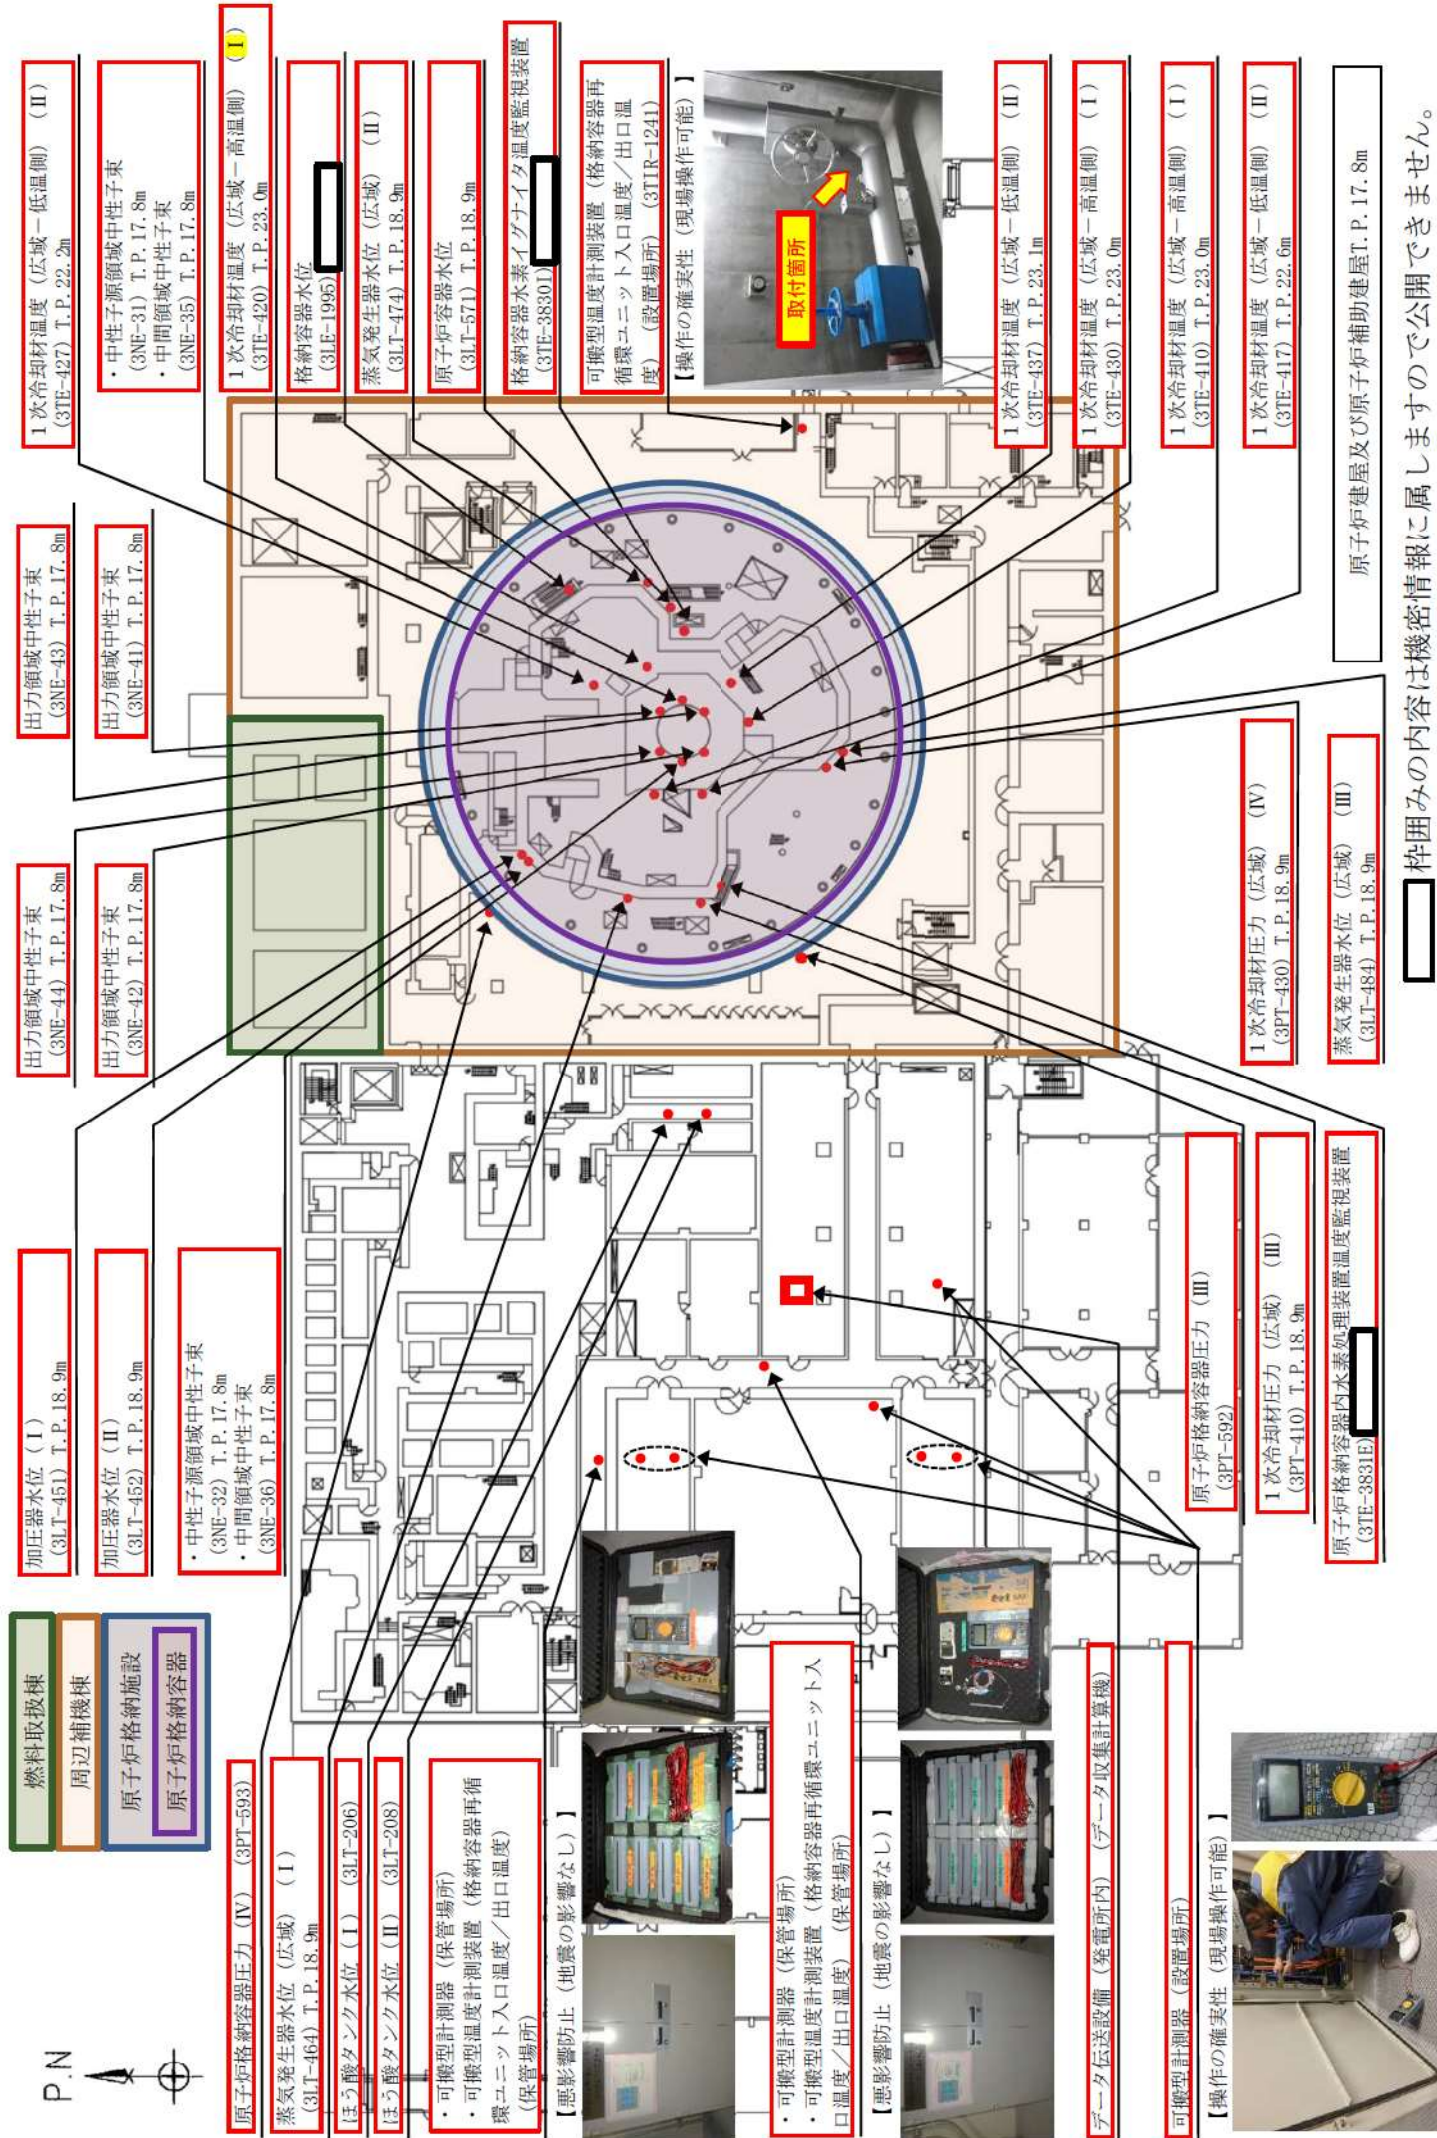 P.N
燃料取扱棟
周辺補機棟
原子炉格納施設
原子炉格納容器
加圧器水位（Ⅰ）
(3LT-451) T.P.18.9m
加圧器水位（Ⅱ）
(3LT-452) T.P.18.9m
・中性子源領域中性子束
(3NE-32) T.P.17.8m
・中間領域中性子束
(3NE-36) T.P.17.8m
出力領域中性子束
(3NE-44) T.P.17.8m
出力領域中性子束
(3NE-42) T.P.17.8m
出力領域中性子束
(3NE-43) T.P.17.8m
出力領域中性子束
(3NE-41) T.P.17.8m
１次冷却材温度（広域－低温側）（Ⅱ）
(3TE-427) T.P.22.2m
・中性子源領域中性子束
(3NE-31) T.P.17.8m
・中間領域中性子束
(3NE-35) T.P.17.8m
１次冷却材温度（広域－高温側）（Ⅰ）
(3TE-420) T.P.23.0m
格納容器水位
(3LE-1995)
蒸気発生器水位（広域）（Ⅱ）
(3LT-474) T.P.18.9m
原子炉容器水位
(3LT-571) T.P.18.9m
格納容器水素イグナイタ温度監視装置
(3TE-38301)
可搬型温度計測装置（格納容器再
循環ユニット入口温度／出口温
度）（設置場所）（3TIR-1241）
【操作の確実性（現場操作可能）】
取付箇所
１次冷却材温度（広域－低温側）（Ⅱ）
(3TE-437) T.P.23.1m
１次冷却材温度（広域－高温側）（Ⅰ）
(3TE-430) T.P.23.0m
１次冷却材温度（広域－高温側）（Ⅰ）
(3TE-410) T.P.23.0m
１次冷却材温度（広域－低温側）（Ⅱ）
(3TE-417) T.P.22.6m
原子炉格納容器圧力（Ⅳ）（3PT-593）
蒸気発生器水位（広域）（Ⅰ）
(3LT-464) T.P.18.9m
ほう酸タンク水位（Ⅰ）（3LT-206）
ほう酸タンク水位（Ⅱ）（3LT-208）
・可搬型計測器（保管場所）
・可搬型温度計測装置（格納容器再循
環ユニット入口温度／出口温度）
（保管場所）
【悪影響防止（地震の影響なし）】
・可搬型計測器（保管場所）
・可搬型温度計測装置（格納容器再循環ユニット入
口温度／出口温度）（保管場所）
【悪影響防止（地震の影響なし）】
データ伝送設備（発電所内）（データ収集計算機）
可搬型計測器（設置場所）
【操作の確実性（現場操作可能）】
原子炉格納容器圧力（Ⅲ）
(3PT-592)
１次冷却材圧力（広域）（Ⅲ）
(3PT-410) T.P.18.9m
原子炉格納容器内水素処理装置温度監視装置
(3TE-3831E)
１次冷却材圧力（広域）（Ⅳ）
(3PT-430) T.P.18.9m
蒸気発生器水位（広域）（Ⅲ）
(3LT-484) T.P.18.9m
原子炉建屋及び原子炉補助建屋T.P.17.8m
枠囲みの内容は機密情報に属しますので公開できません。